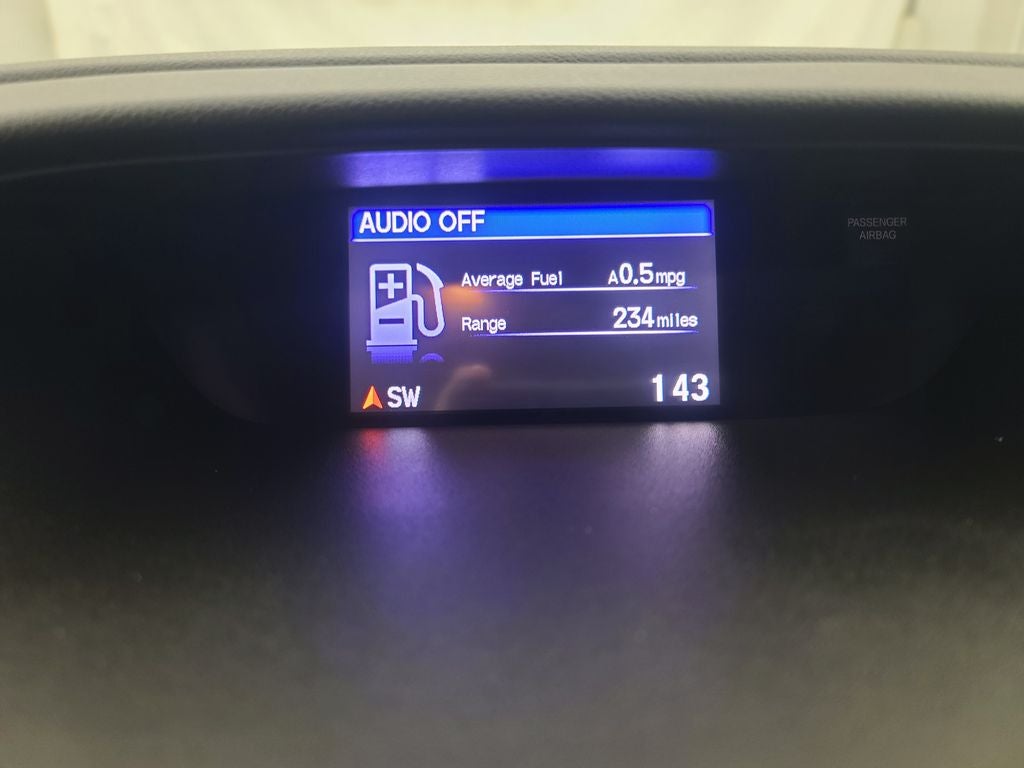 AUDIO OFF
PASSENGER
AIRBAG
Average Fuel A0.5mpg
Range 234miles
SW 143